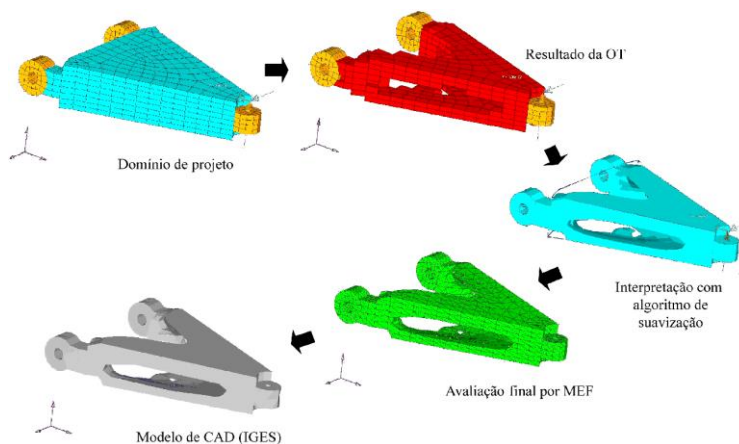 Resultado da OT
Domínio de projeto
Interpretação com
algoritmo de
suavização
Avaliação final por MEF
Modelo de CAD (IGES)